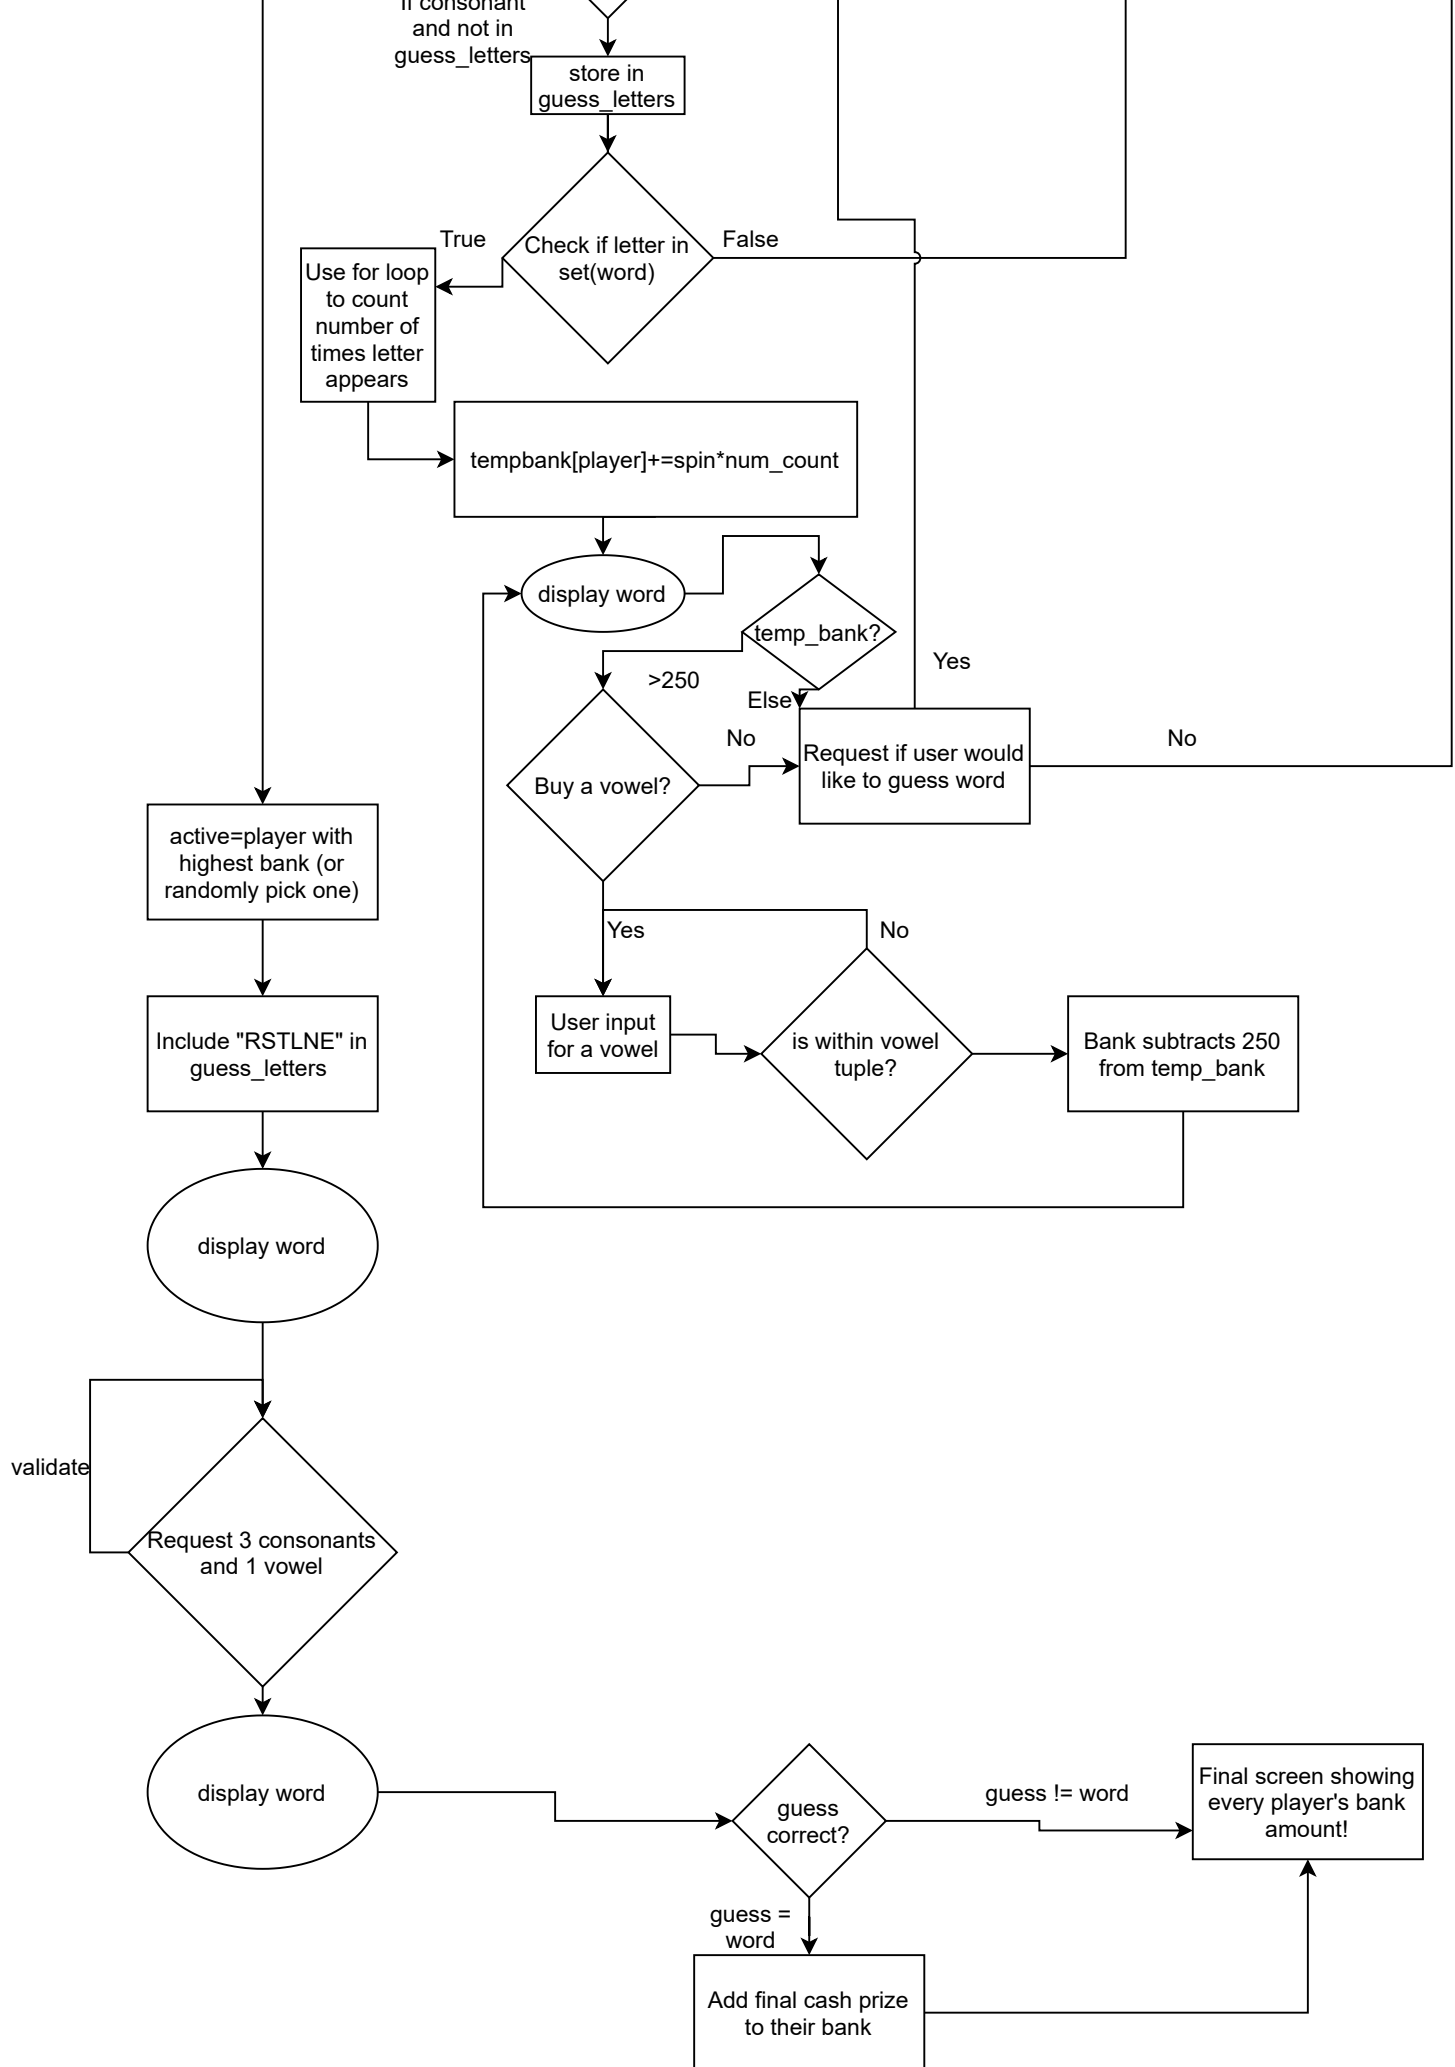 If consonant
and not in
guess_letters
store in
guess_letters
True
Check if letter in
set(word)
False
Use for loop
to count
number of
times letter
appears
tempbank[player]+=spin*num_count
display word
temp_bank?
>250
Else
Yes
Buy a vowel?
No
Request if user would
like to guess word
No
active=player with
highest bank (or
randomly pick one)
Yes
No
Include "RSTLNE" in
guess_letters
User input
for a vowel
is within vowel
tuple?
Bank subtracts 250
from temp_bank
display word
validate
Request 3 consonants
and 1 vowel
display word
guess
correct?
guess != word
Final screen showing
every player's bank
amount!
guess =
word
Add final cash prize
to their bank